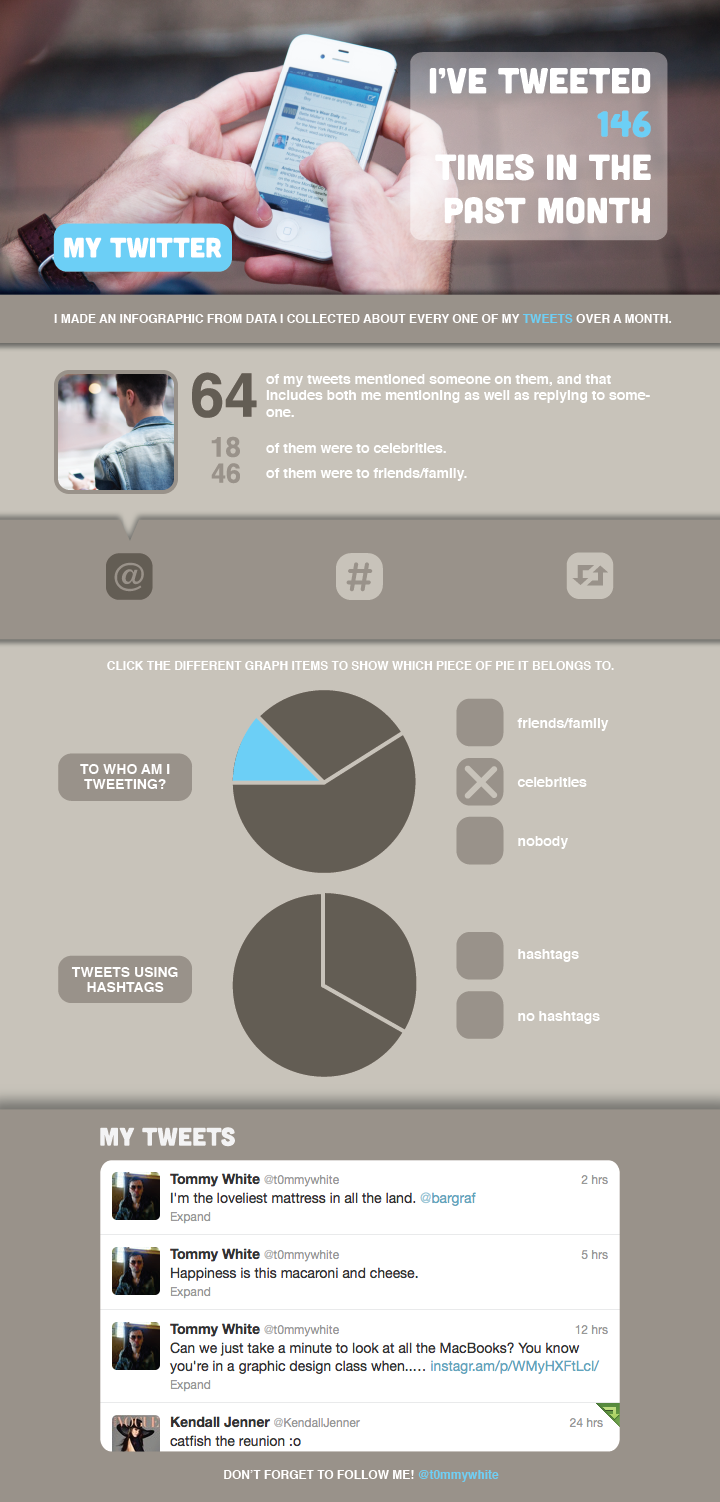 I'VE TWEETED
146
TIMES IN THE
PAST MONTH
MY TWITTER
I MADE AN INFOGRAPHIC FROM DATA I COLLECTED ABOUT EVERY ONE OF MY TWEETS OVER A MONTH.
64
of my tweets mentioned someone on them, and that
includes both me mentioning as well as replying to some-
one.
18 of them were to celebrities.
46 of them were to friends/family.
@ #
CLICK THE DIFFERENT GRAPH ITEMS TO SHOW WHICH PIECE OF PIE IT BELONGS TO.
TO WHO AM I
TWEETING?
friends/family
celebrities
nobody
TWEETS USING
HASHTAGS
hashtags
no hashtags
MY TWEETS
Tommy White @t0mmywhite 2 hrs
I'm the loveliest mattress in all the land. @bargraf
Expand
Tommy White @t0mmywhite 5 hrs
Happiness is this macaroni and cheese.
Expand
Tommy White @t0mmywhite 12 hrs
Can we just take a minute to look at all the MacBooks? You know
you're in a graphic design class when..... instagr.am/p/WMyHXFtLcl/
Expand
VOGUE
Kendall Jenner @KendallJenner 24 hrs
catfish the reunion :o
DON'T FORGET TO FOLLOW ME! @t0mmywhite